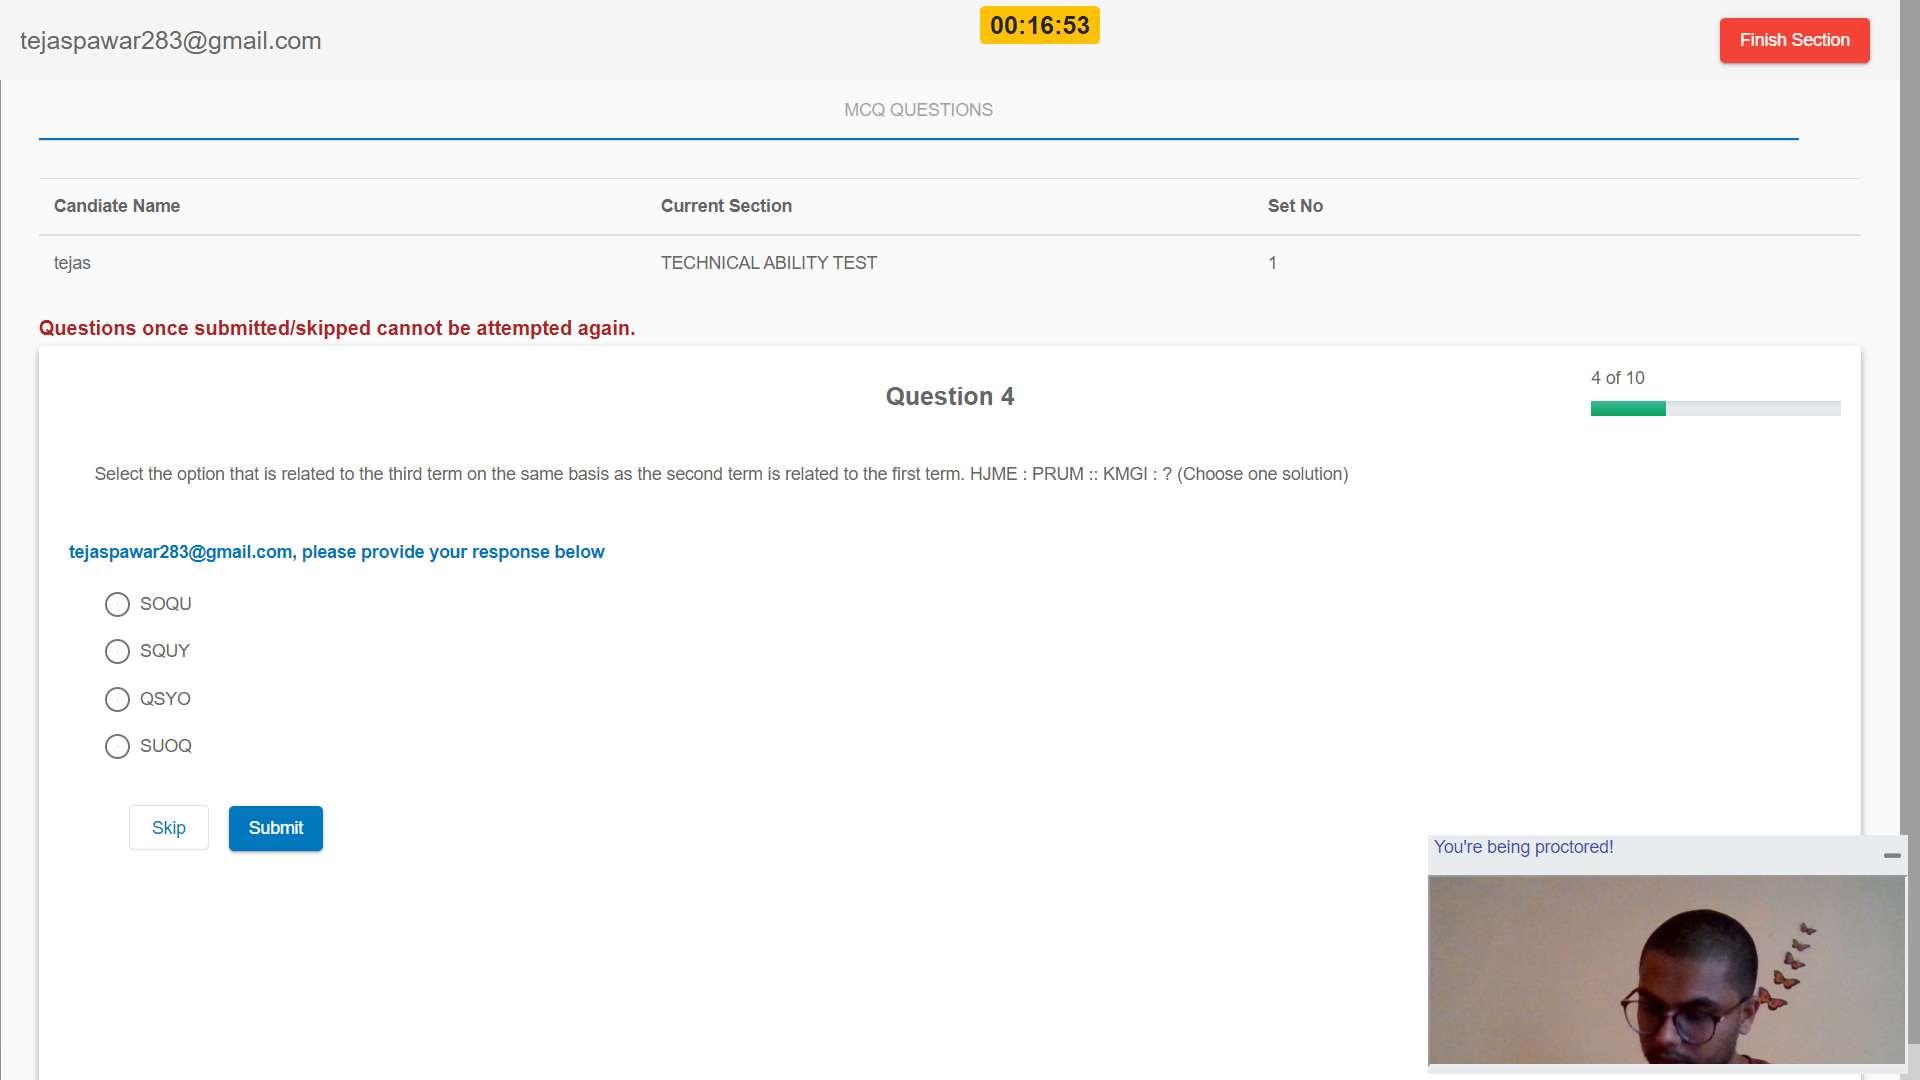 tejaspawar283@gmail.com
00:16:53
Finish Section
MCQ QUESTIONS
Candiate Name Current Section Set No
tejas TECHNICAL ABILITY TEST 1
Questions once submitted/skipped cannot be attempted again.
4 of 10
Question 4
Select the option that is related to the third term on the same basis as the second term is related to the first term. HJME : PRUM :: KMGI : ? (Choose one solution)
tejaspawar283@gmail.com, please provide your response below
SOQU
SQUY
QSYO
SUOQ
Skip Submit
You're being proctored!